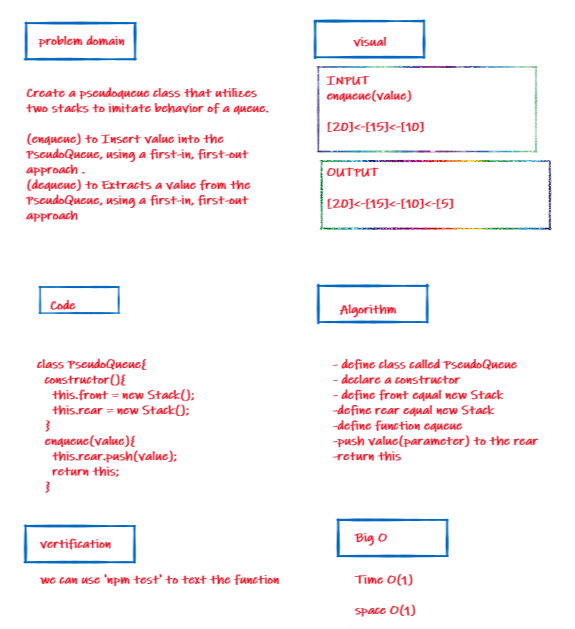 problem domain
Create a pseudoqueue class that utilizes
two stacks to imitate behavior of a queue.
(enqueue) to Insert value into the
PseudoQueue, using a first-in, first-out
approach .
(dequeue) to Extracts a value from the
PseudoQueue, using a first-in, first-out
approach
visual
INPUT
enqueue(value)
[20]<-[15]<-[10]
OUTPUT
[20]<-[15]<-[10]<-[5]
Code
class PseudoQueue{
constructor(){
this.front = new Stack();
this.rear = new Stack();
}
enqueue(value){
this.rear.push(value);
return this;
}
Algorithm
- define class called PseudoQueue
- declare a constructor
- define front equal new Stack
-define rear equal new Stack
-define function equeue
-push value(parameter) to the rear
-return this
vertification
we can use 'npm test' to text the function
Big O
Time O(1)
space O(1)